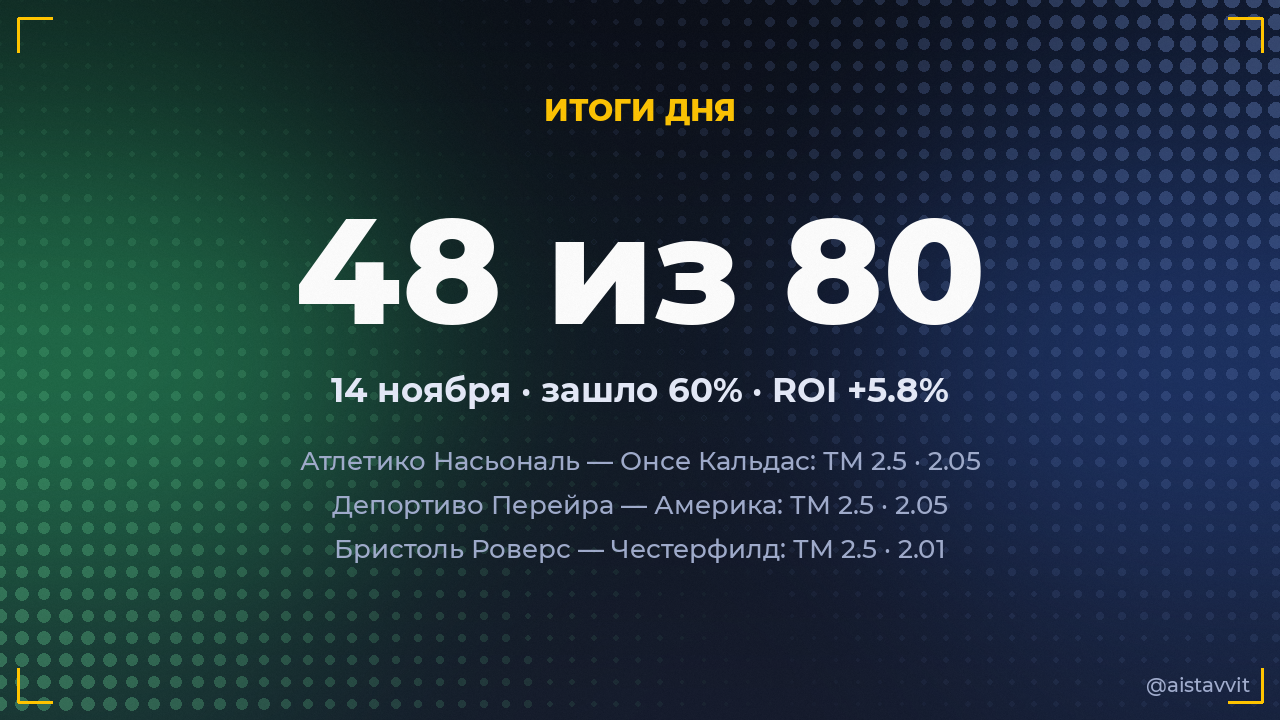 ИТОГИ ДНЯ
48 из 80
14 ноября · зашло 60% · ROI +5.8%
Атлетико Насьональ — Онсе Кальдас: ТМ 2.5 · 2.05
Депортиво Перейра — Америка: ТМ 2.5 · 2.05
Бристоль Роверс — Честерфилд: ТМ 2.5 · 2.01
@aistavvit